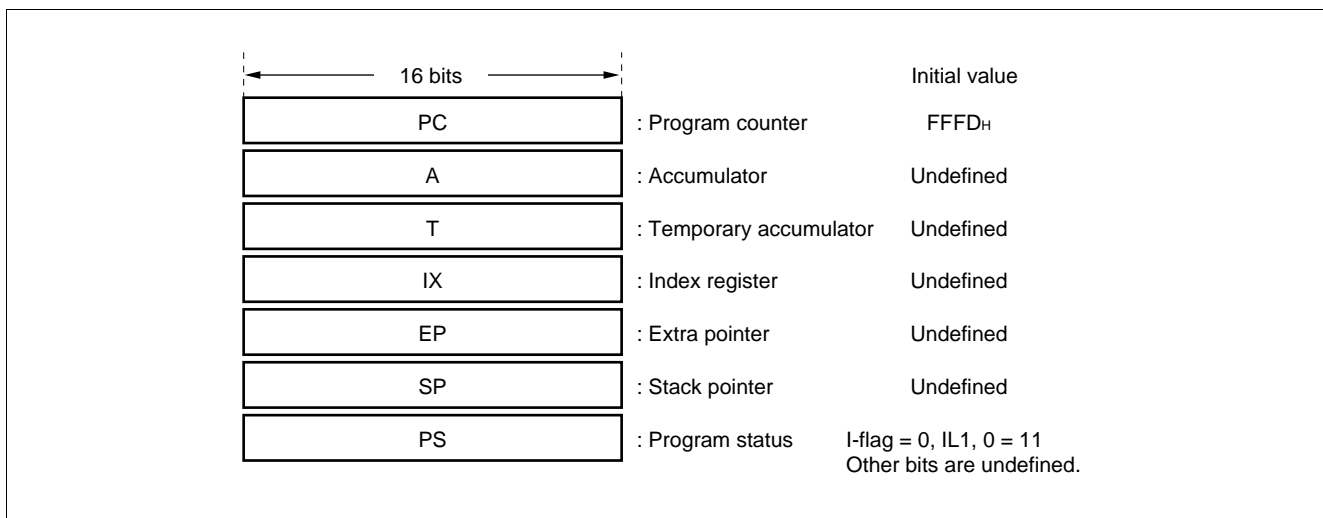 16 bits Initial value
PC : Program counter FFFDH
A : Accumulator Undefined
T : Temporary accumulator Undefined
IX : Index register Undefined
EP : Extra pointer Undefined
SP : Stack pointer Undefined
PS : Program status I-flag = 0, IL1, 0 = 11
Other bits are undefined.